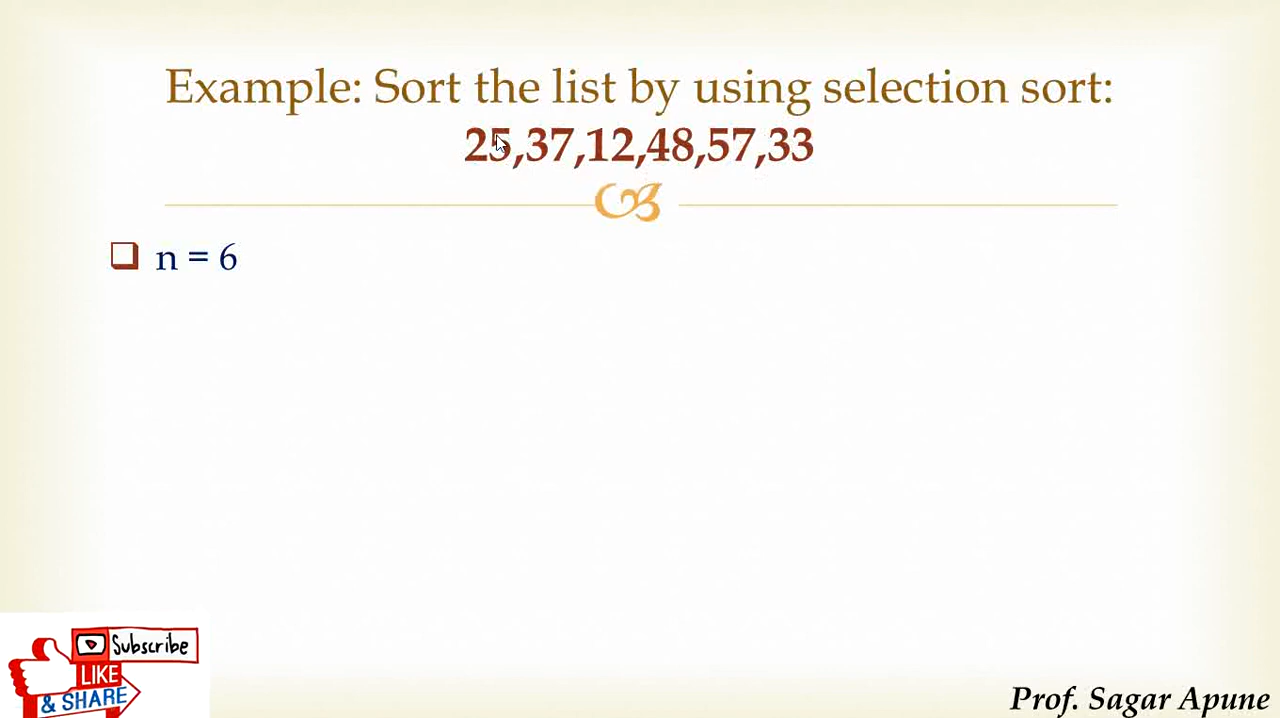 Example: Sort the list by using selection sort:
25,37,12,48,57,33
n = 6
Subscribe
LIKE
& SHARE
Prof. Sagar Apune